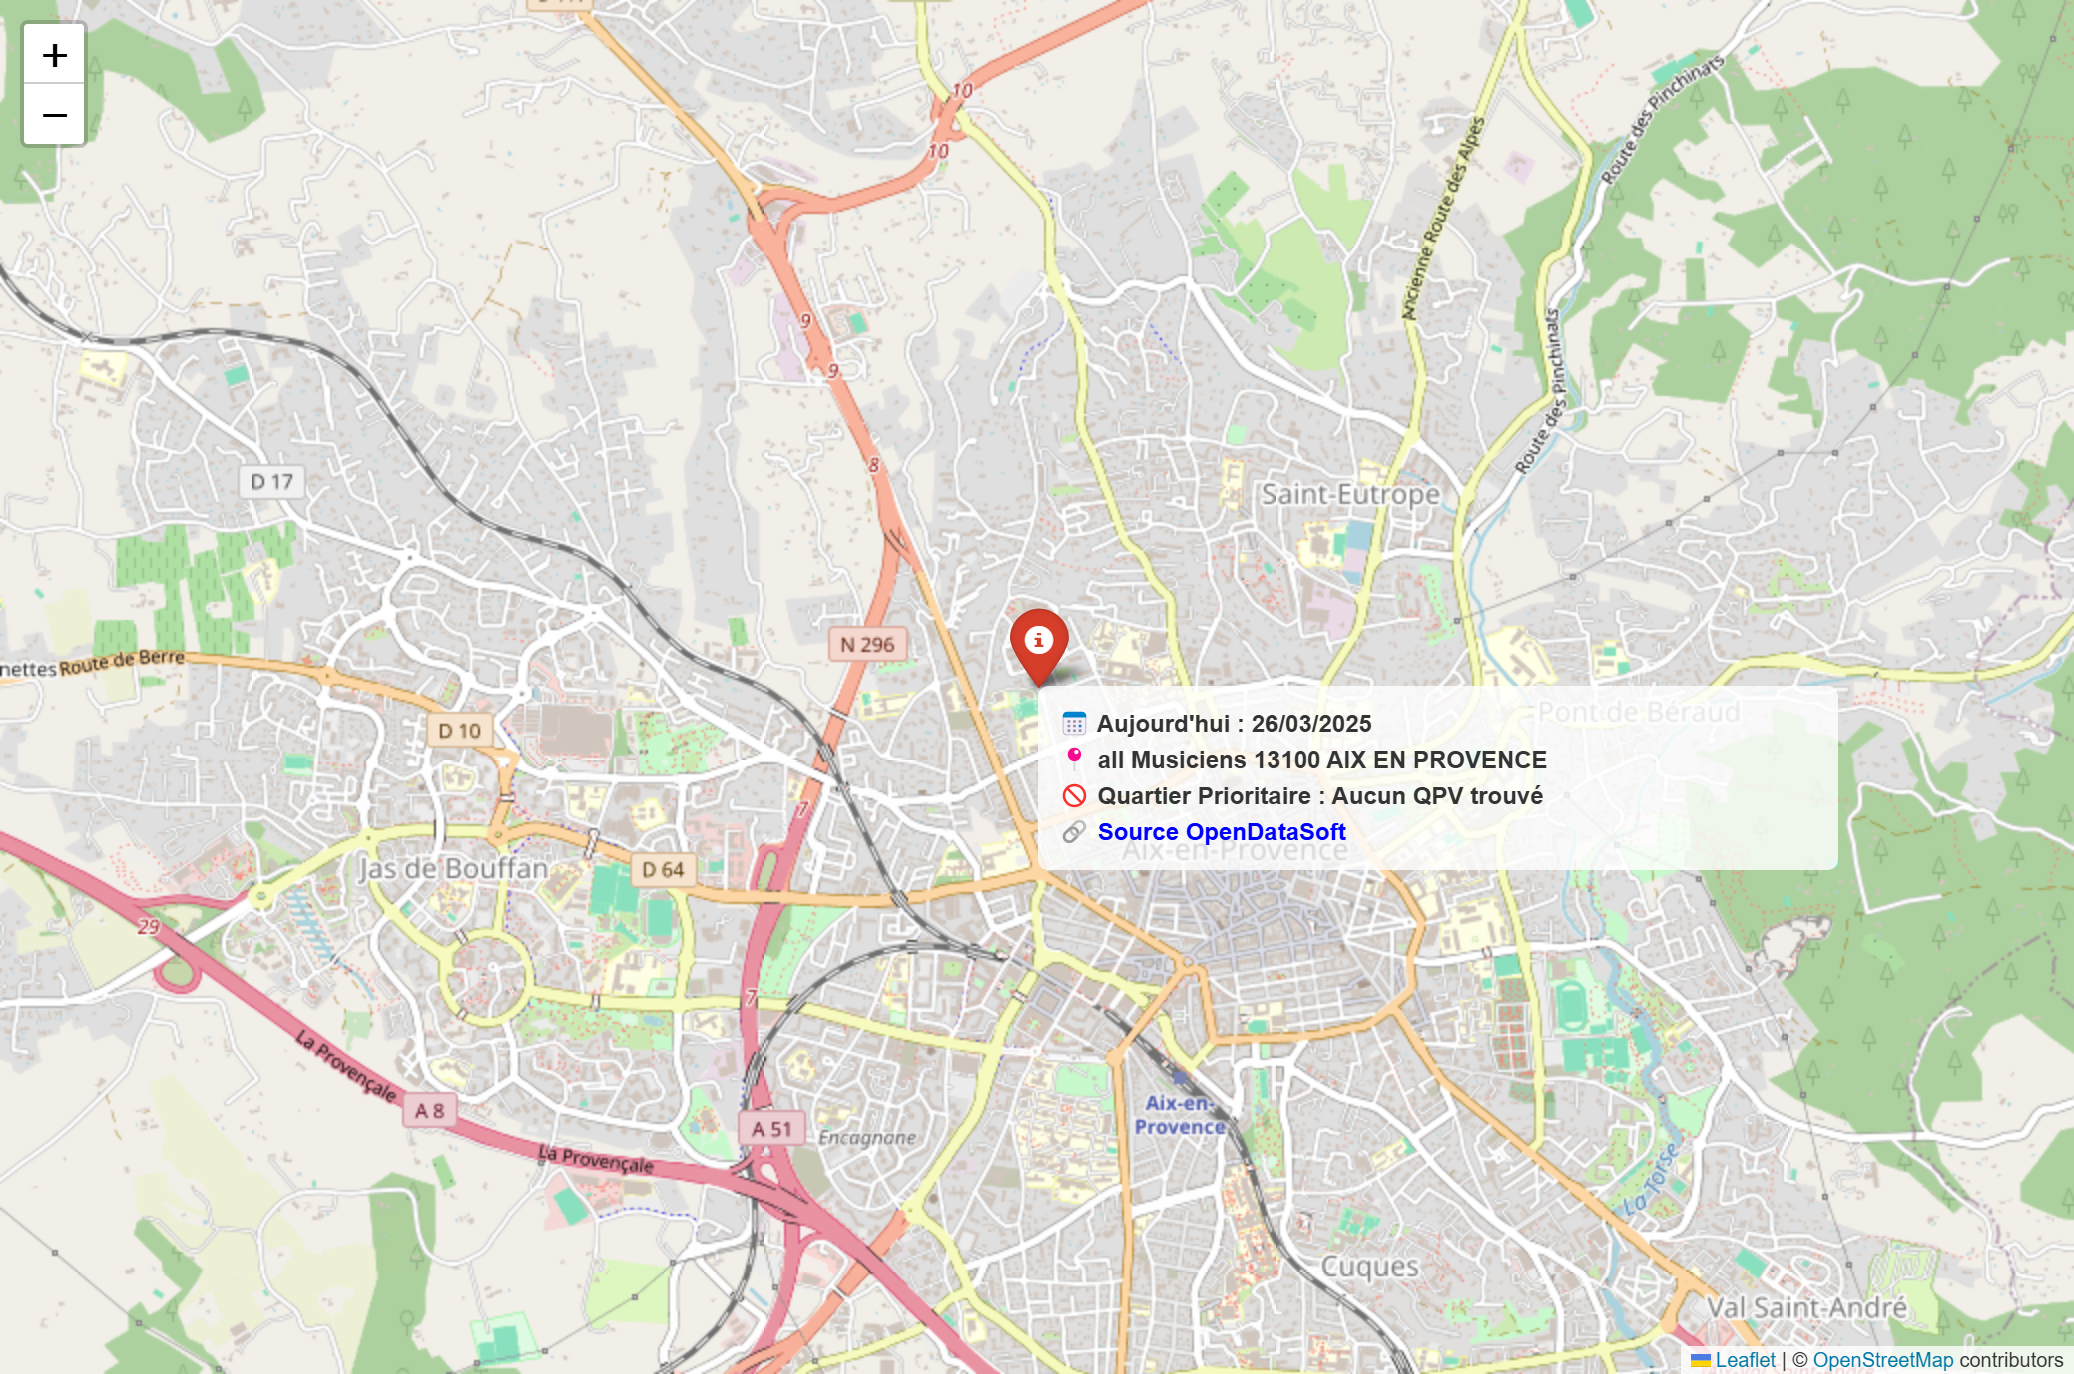 +
−
10
10
Route des Pinchinats
Ancienne Route des Alpes
9
9
Route des Pinchinats
Route des Pinchinats
8
D 17
Saint-Eutrope
N 296
nettes
Route de Berre
D 10
Pont de Béraud
Aujourd'hui : 26/03/2025
all Musiciens 13100 AIX EN PROVENCE
Quartier Prioritaire : Aucun QPV trouvé
Source OpenDataSoft
Aix-en-Provence
7
Jas de Bouffan
D 64
29
7
La Provençale
A 8
A 51
Encagnane
Aix-en-
Provence
La Provençale
La Torse
Cuques
Val Saint-André
Leaflet | © OpenStreetMap contributors